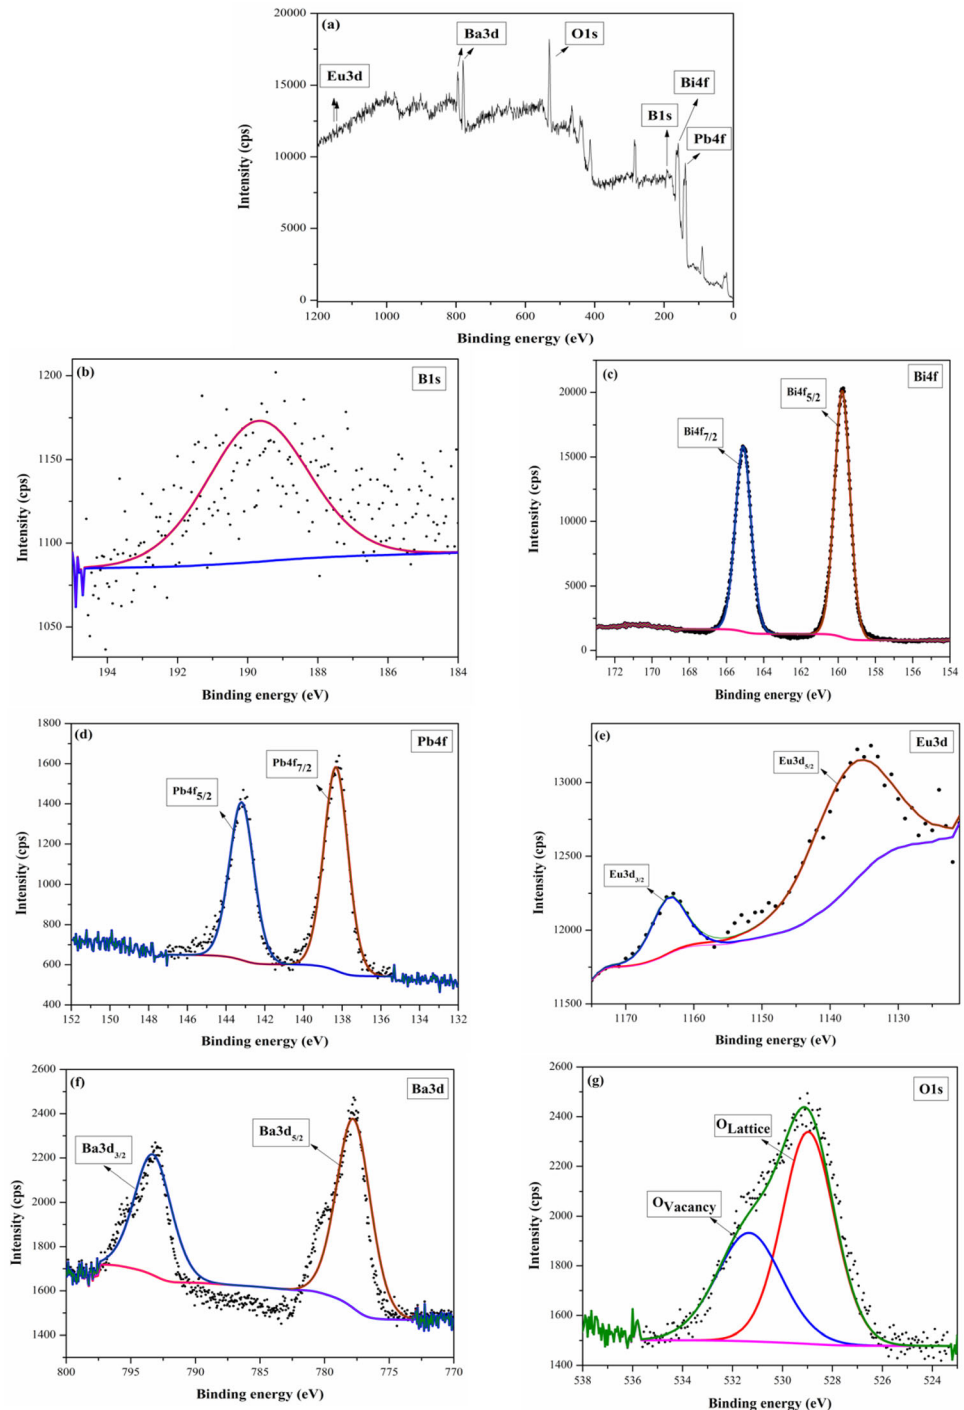 (a)
20000
15000
10000
5000
0
Intensity (cps)
Eu3d
Ba3d
O1s
B1s
Bi4f
Pb4f
1200 1000 800 600 400 200 0
Binding energy (eV)
(b)
B1s
1200
1150
1100
1050
Intensity (cps)
194 192 190 188 186 184
Binding energy (eV)
(c)
Bi4f
Bi4f7/2
Bi4f5/2
20000
15000
10000
5000
0
Intensity (cps)
172 170 168 166 164 162 160 158 156 154
Binding energy (eV)
(d)
Pb4f
Pb4f5/2
Pb4f7/2
1800
1600
1400
1200
1000
800
600
400
Intensity (cps)
152 150 148 146 144 142 140 138 136 134 132
Binding energy (eV)
(e)
Eu3d
Eu3d3/2
Eu3d5/2
13000
12500
12000
11500
Intensity (cps)
1170 1160 1150 1140 1130
Binding energy (eV)
(f)
Ba3d
Ba3d3/2
Ba3d5/2
2600
2400
2200
2000
1800
1600
1400
Intensity (cps)
800 795 790 785 780 775 770
Binding energy (eV)
(g)
O1s
OLattice
OVacancy
2600
2400
2200
2000
1800
1600
1400
Intensity (cps)
538 536 534 532 530 528 526 524
Binding energy (eV)